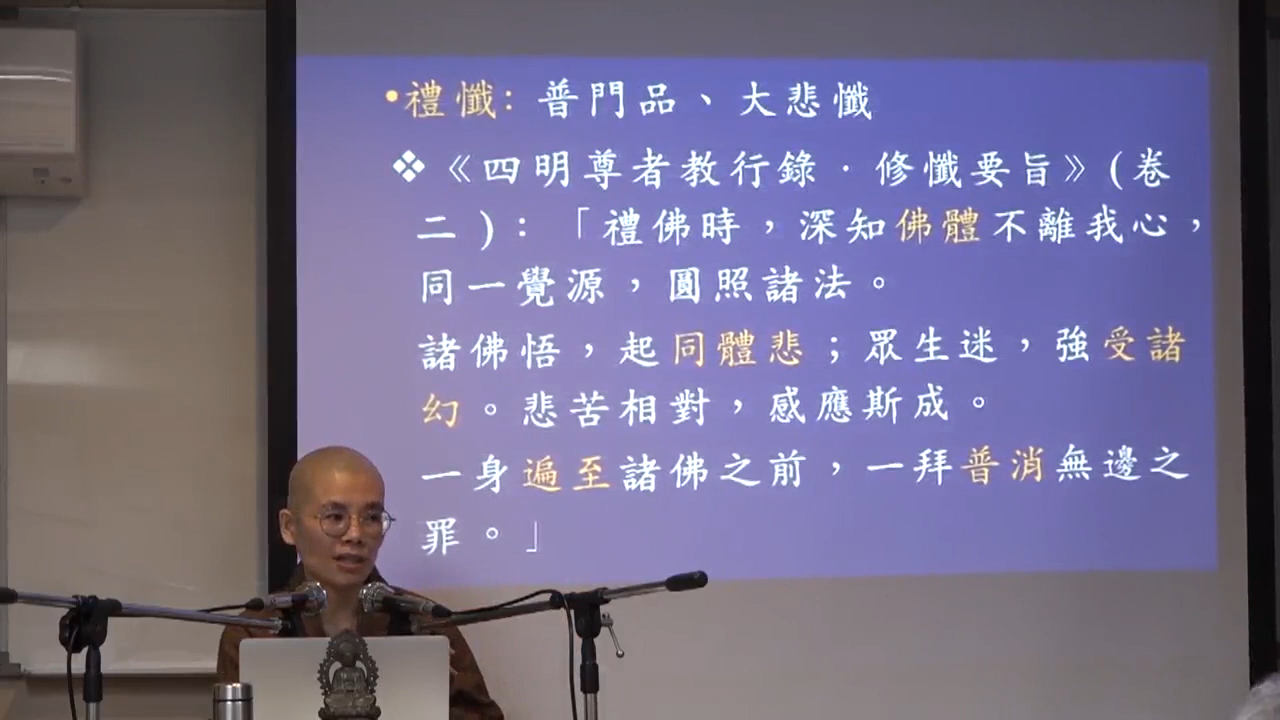 •禮懺: 普門品、大悲懺
❖《四明尊者教行錄．修懺要旨》(卷
二)：「禮佛時，深知佛體不離我心，
同一覺源，圓照諸法。
諸佛悟，起同體悲；眾生迷，強受諸
幻。悲苦相對，感應斯成。
一身遍至諸佛之前，一拜普消無邊之
罪。」